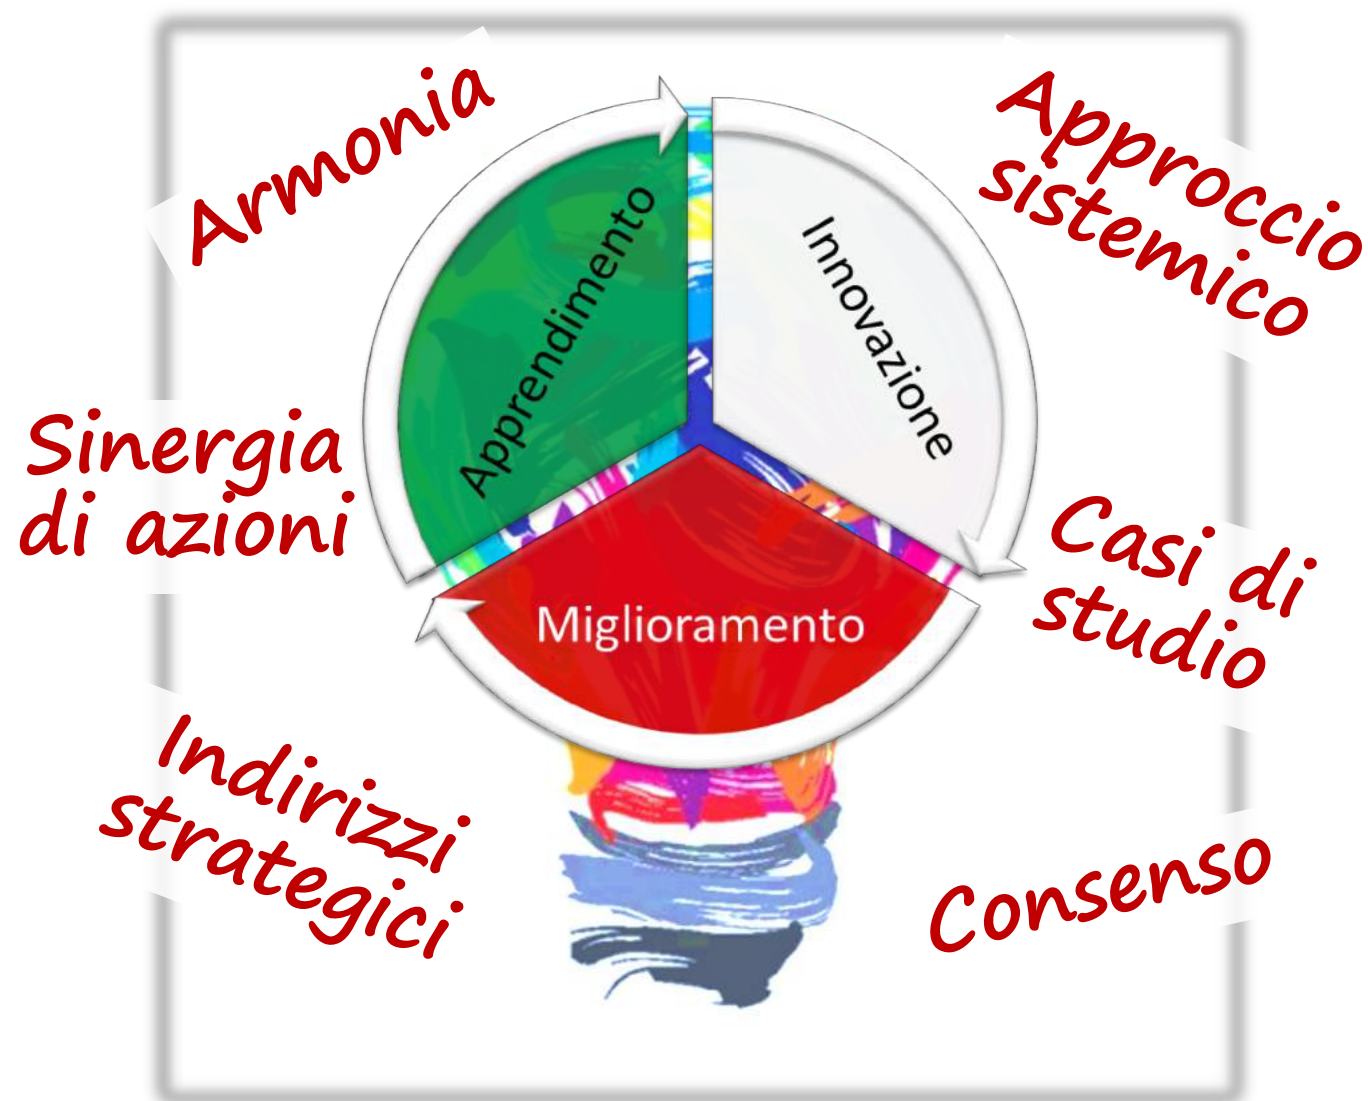 Armonia
Approccio
sistemico
Apprendimento
Innovazione
Sinergia
di azioni
Casi di
studio
Miglioramento
Indirizzi
strategici
Consenso